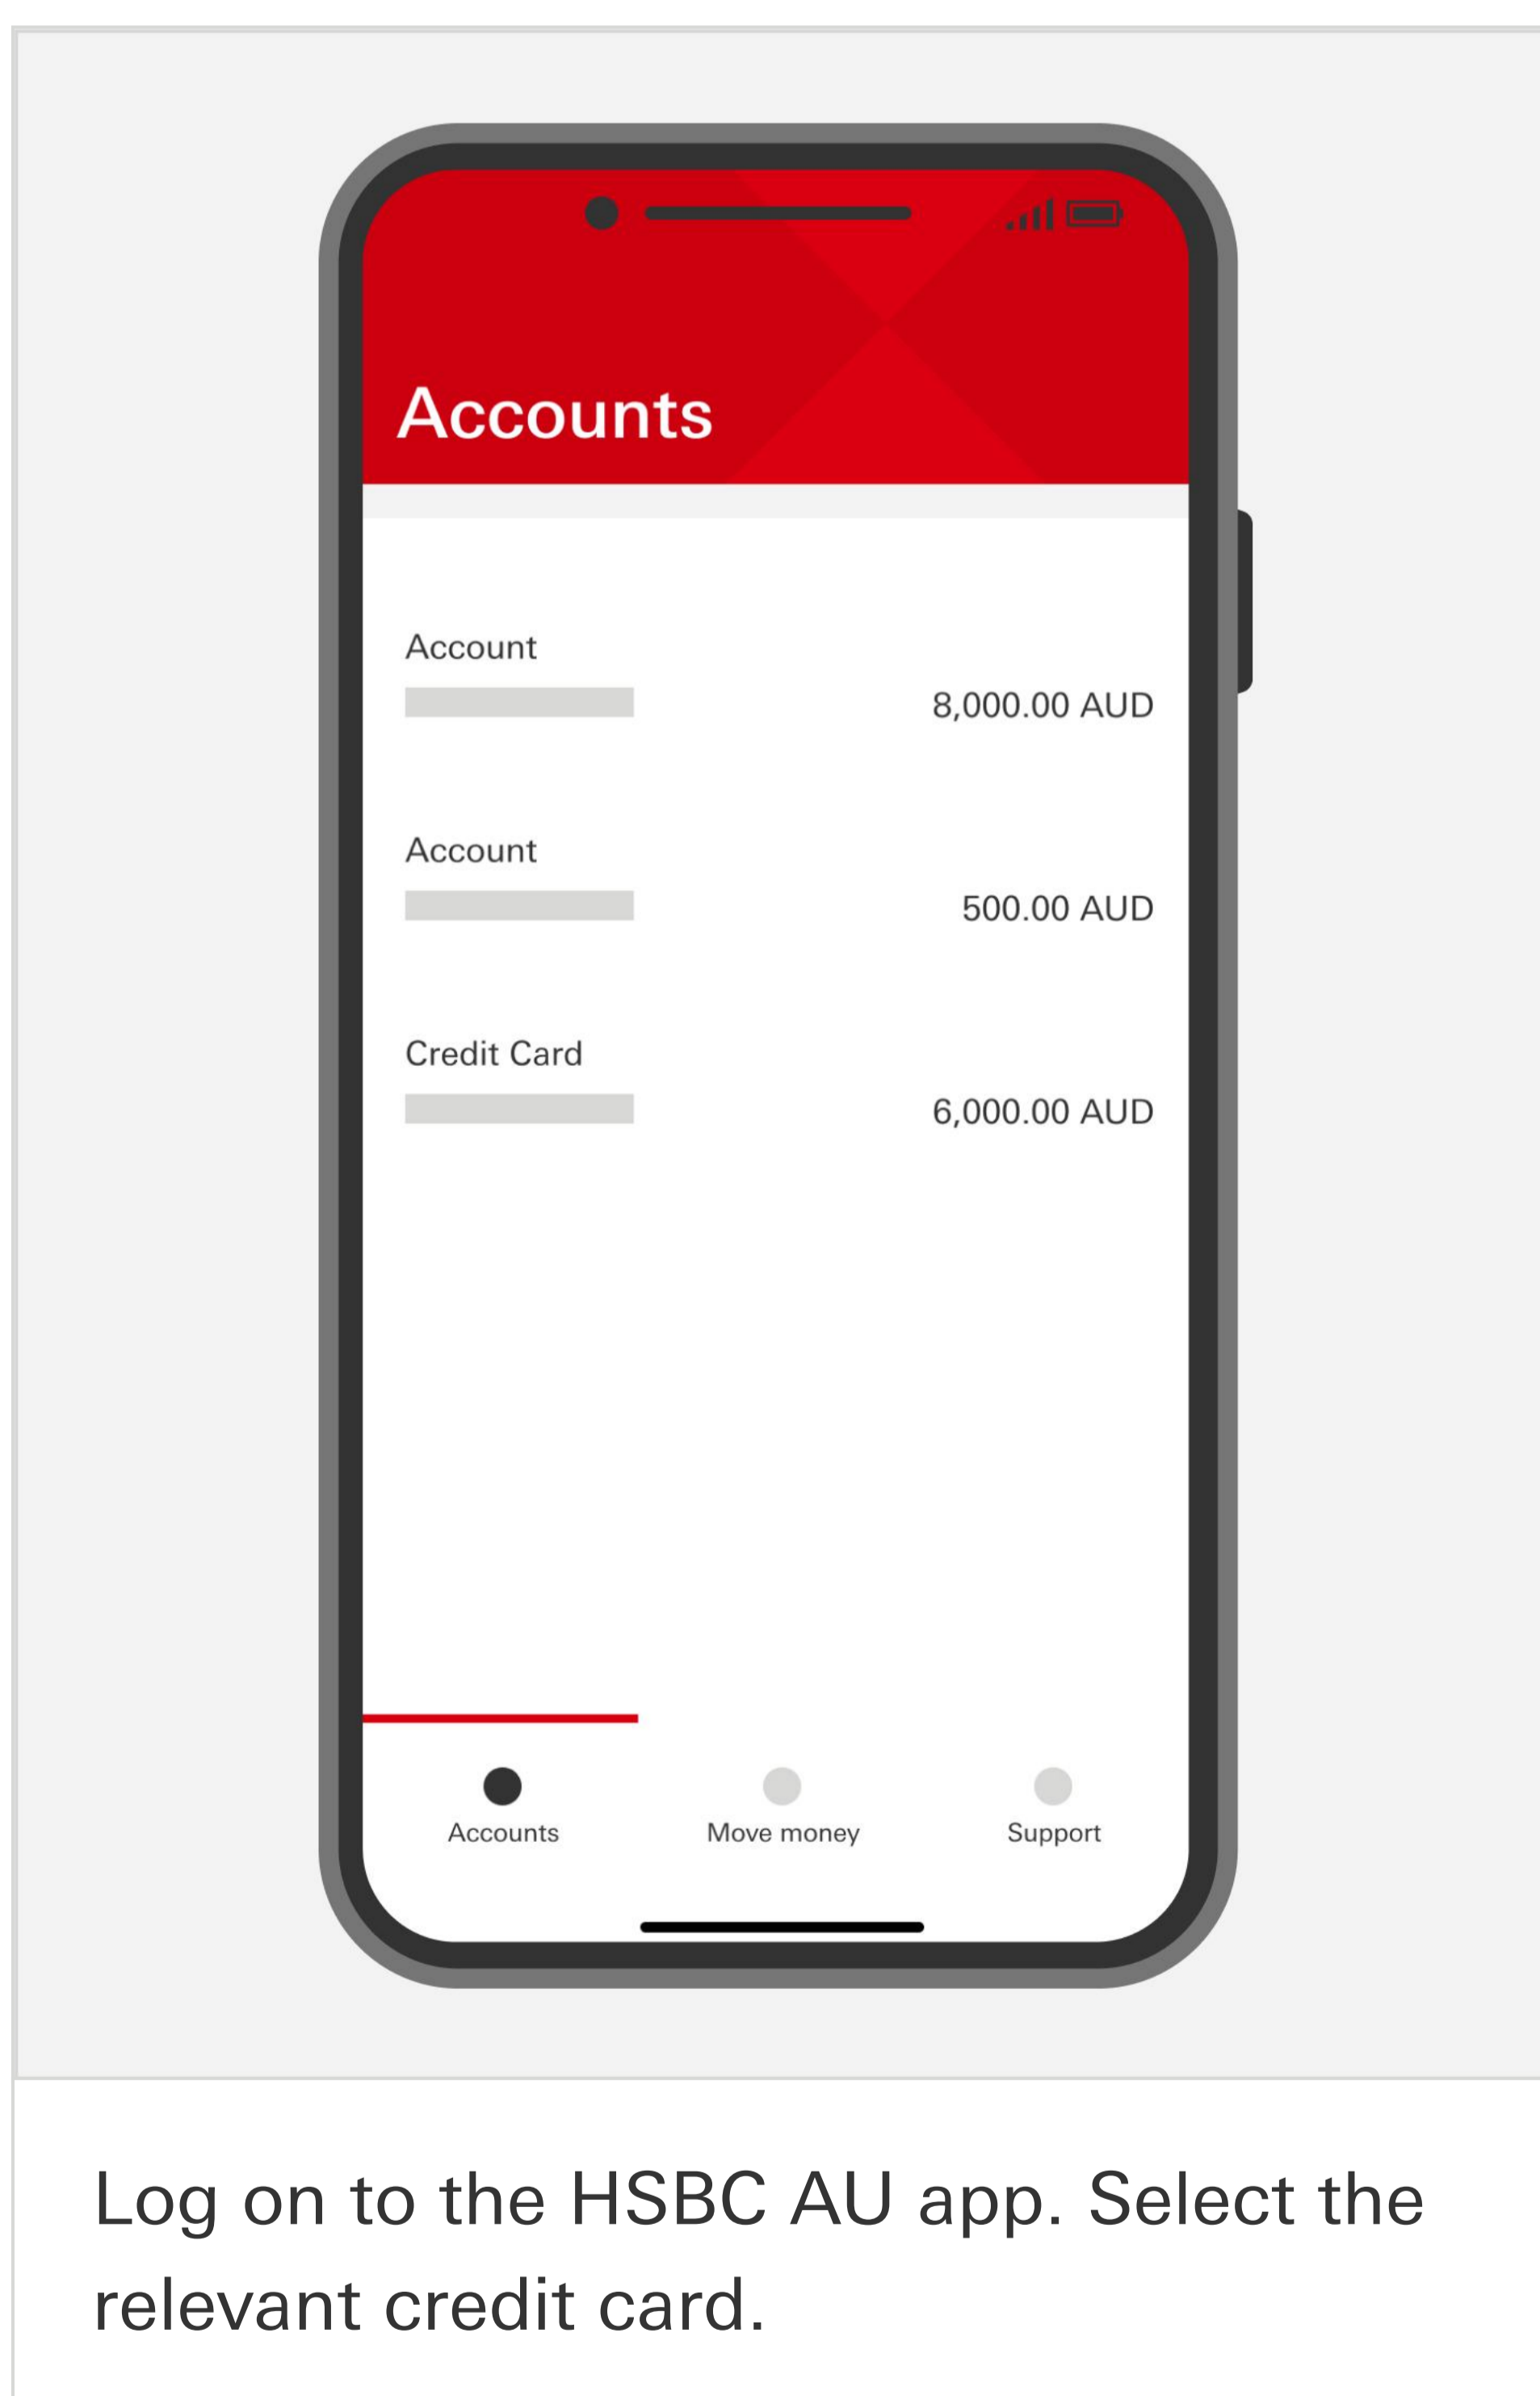 Accounts
Account
8,000.00 AUD
Account
500.00 AUD
Credit Card
6,000.00 AUD
Accounts
Move money
Support
Log on to the HSBC AU app. Select the
relevant credit card.